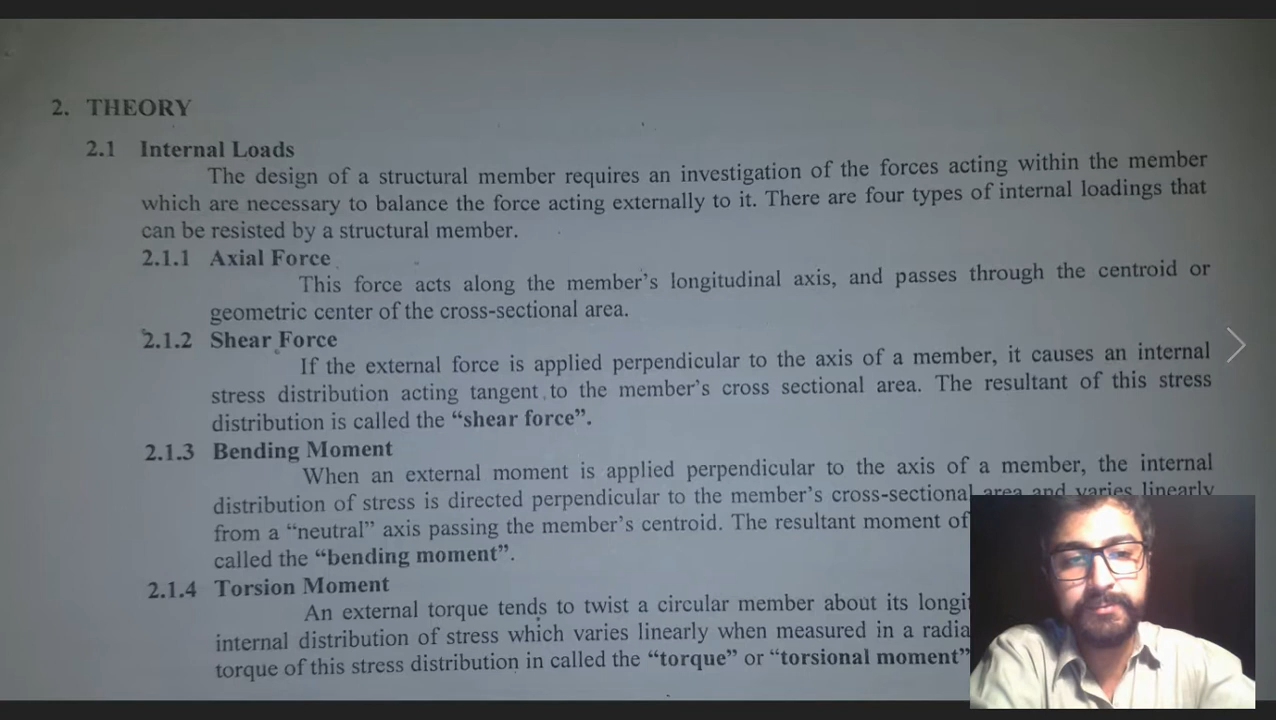 2. THEORY
2.1 Internal Loads
The design of a structural member requires an investigation of the forces acting within the member
which are necessary to balance the force acting externally to it. There are four types of internal loadings that
can be resisted by a structural member.
2.1.1 Axial Force
This force acts along the member's longitudinal axis, and passes through the centroid or
geometric center of the cross-sectional area.
2.1.2 Shear Force
If the external force is applied perpendicular to the axis of a member, it causes an internal
stress distribution acting tangent to the member's cross sectional area. The resultant of this stress
distribution is called the “shear force”.
2.1.3 Bending Moment
When an external moment is applied perpendicular to the axis of a member, the internal
distribution of stress is directed perpendicular to the member's cross-sectional area and varies linearly
from a “neutral” axis passing the member's centroid. The resultant moment of
called the “bending moment”.
2.1.4 Torsion Moment
An external torque tends to twist a circular member about its
internal distribution of stress which varies linearly when measured in a
torque of this stress distribution in called the “torque” or “torsional moment”